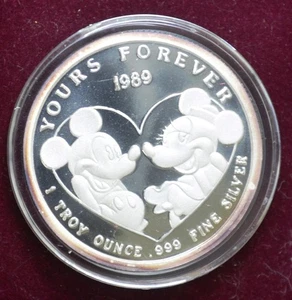 YOURS FOREVER
1989
1 TROY OUNCE .999 FINE SILVER